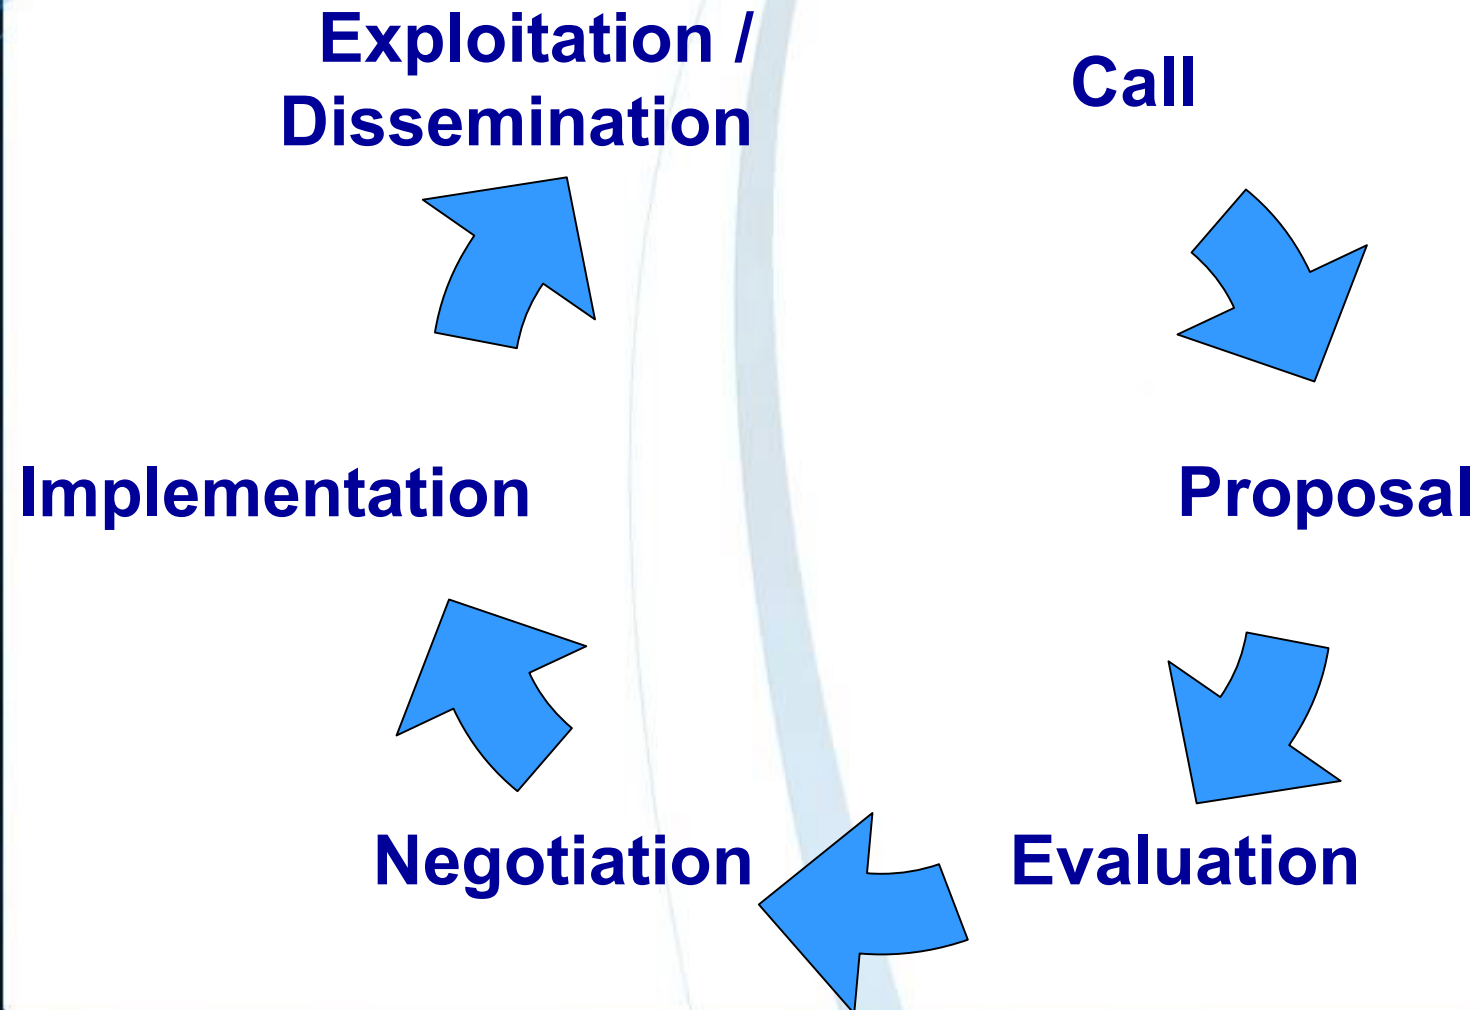 Exploitation /
Dissemination
Call
Implementation
Proposal
Negotiation
Evaluation